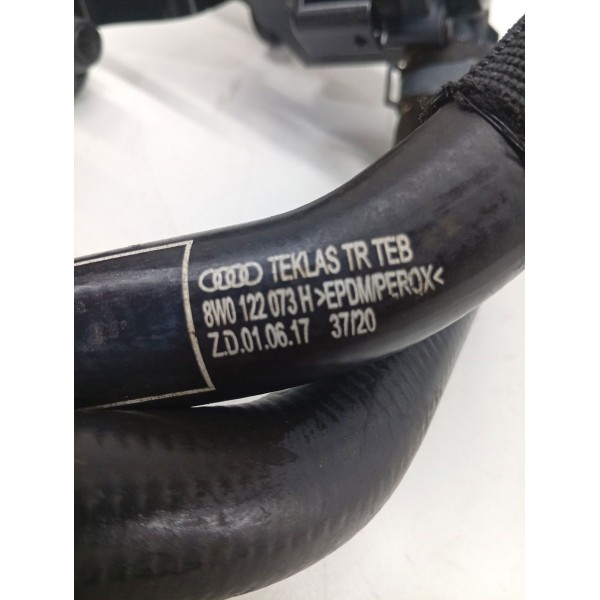 TEKLAS TR TEB
8W0 122 073 H >EPDM/PEROX<
Z.D.01.06.17 37/20